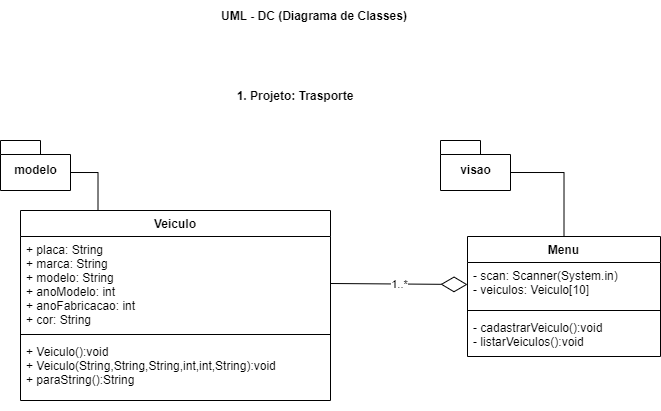 UML - DC (Diagrama de Classes)
1. Projeto: Trasporte
modelo
visao
Veiculo
+ placa: String
+ marca: String
+ modelo: String
+ anoModelo: int
+ anoFabricacao: int
+ cor: String
+ Veiculo():void
+ Veiculo(String,String,String,int,int,String):void
+ paraString():String
1..*
Menu
- scan: Scanner(System.in)
- veiculos: Veiculo[10]
- cadastrarVeiculo():void
- listarVeiculos():void